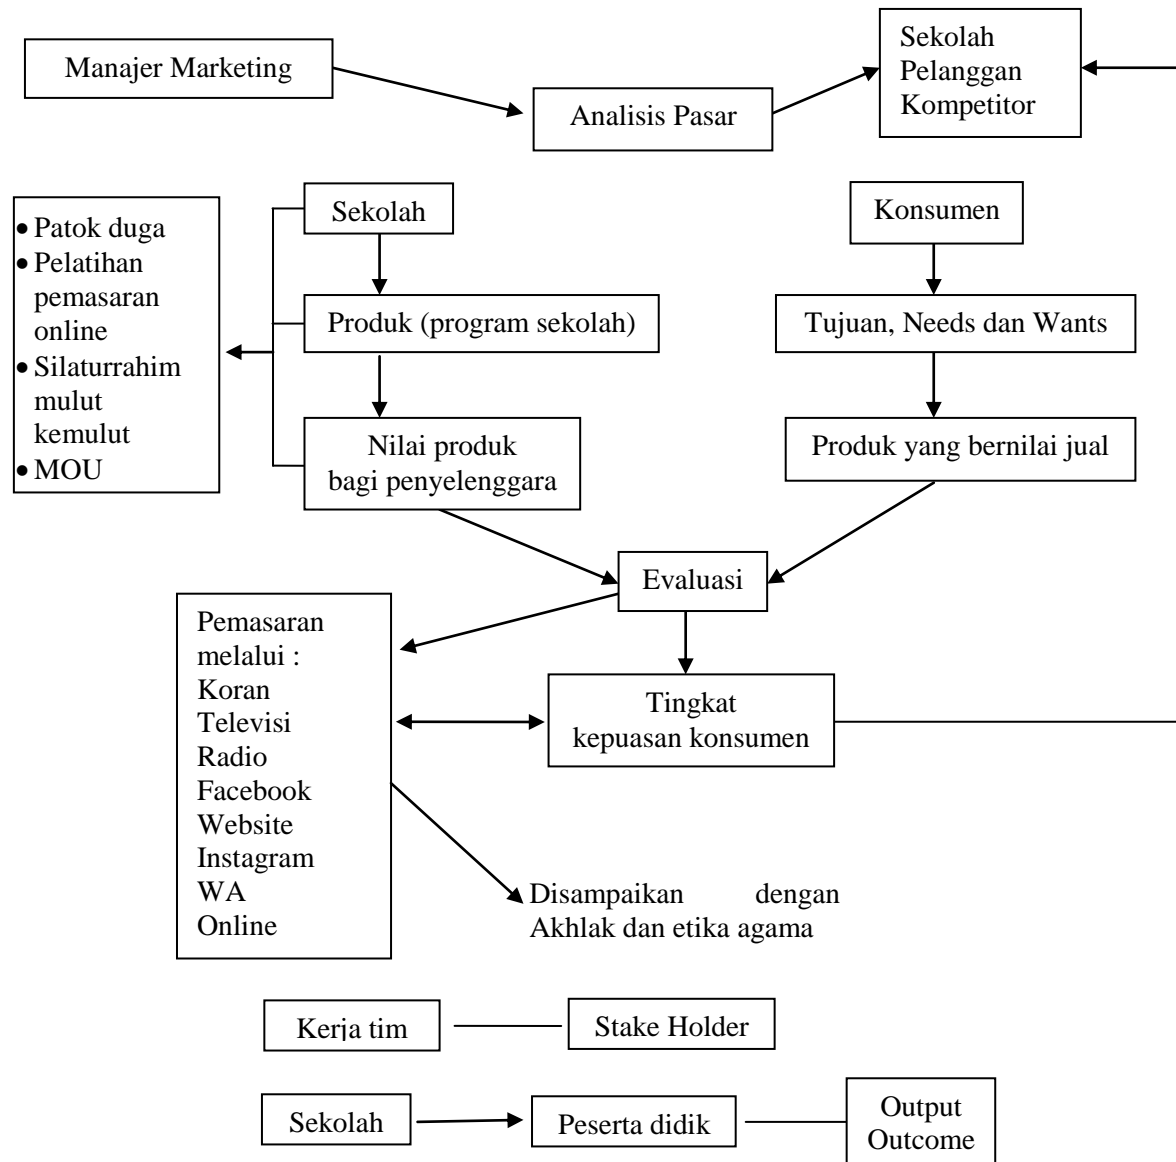 Manajer Marketing
Analisis Pasar
Sekolah
Pelanggan
Kompetitor
• Patok duga
• Pelatihan
pemasaran
online
• Silaturrahim
mulut
kemulut
• MOU
Sekolah
Produk (program sekolah)
Nilai produk
bagi penyelenggara
Konsumen
Tujuan, Needs dan Wants
Produk yang bernilai jual
Evaluasi
Pemasaran
melalui :
Koran
Televisi
Radio
Facebook
Website
Instagram
WA
Online
Tingkat
kepuasan konsumen
Disampaikan dengan
Akhlak dan etika agama
Kerja tim
Stake Holder
Sekolah
Peserta didik
Output
Outcome